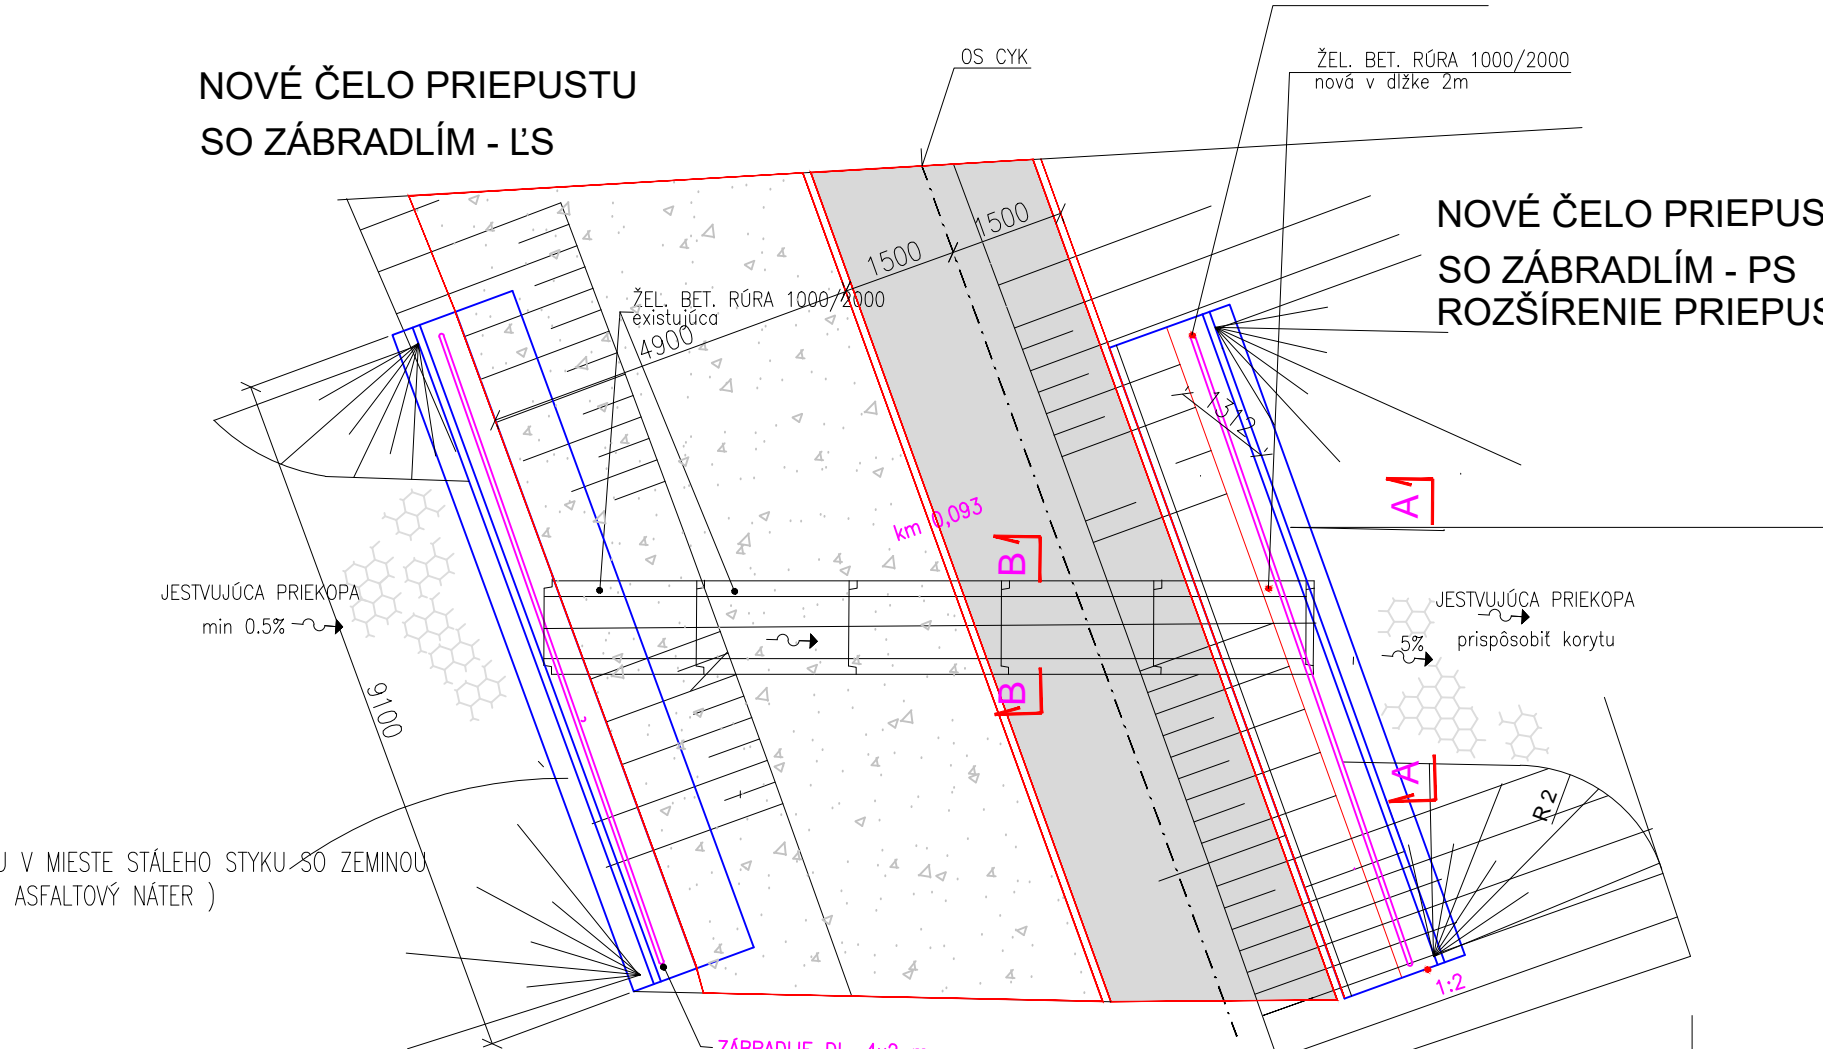 OS CYK
ŽEL. BET. RÚRA 1000/2000
nová v dĺžke 2m
NOVÉ ČELO PRIEPUSTU
SO ZÁBRADLÍM - ĽS
NOVÉ ČELO PRIEPUS
SO ZÁBRADLÍM - PS
ROZŠÍRENIE PRIEPUS
1500
1500
ŽEL. BET. RÚRA 1000/2000
existujúca
4900
1312
km 0,093
A
B
JESTVUJÚCA PRIEKOPA
min 0.5%
JESTVUJÚCA PRIEKOPA
5%
prispôsobiť korytu
B
9100
A
R2
U V MIESTE STÁLEHO STYKU SO ZEMINOU
ASFALTOVÝ NÁTER )
1:2